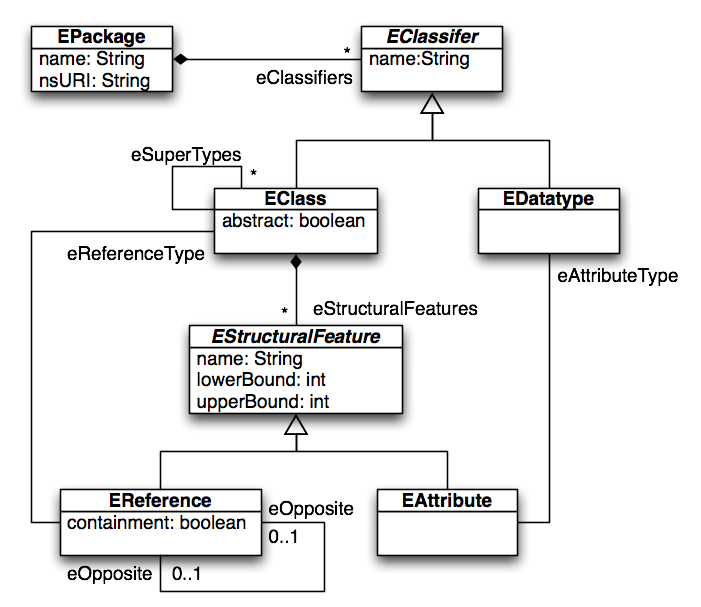 EPackage
name: String
nsURI: String
*
eClassifiers
EClassifer
name:String
eSuperTypes
*
EClass
abstract: boolean
EDatatype
eReferenceType
eAttributeType
*
eStructuralFeatures
EStructuralFeature
name: String
lowerBound: int
upperBound: int
EReference
containment: boolean
eOpposite
0..1
EAttribute
eOpposite
0..1